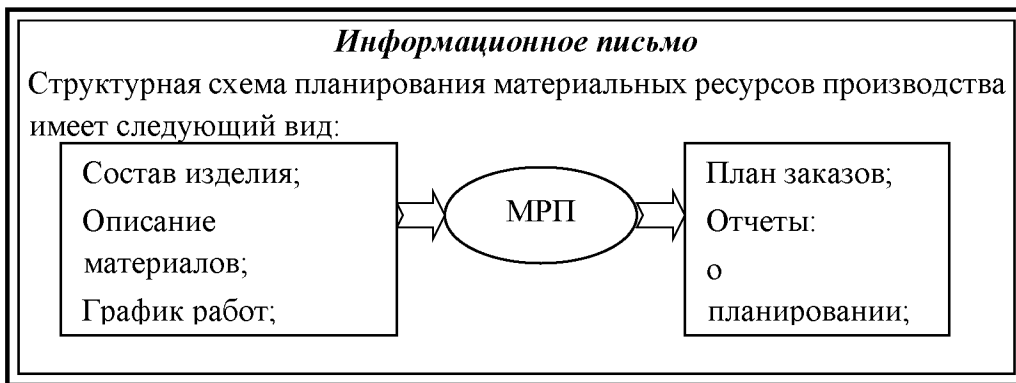 Информационное письмо
Структурная схема планирования материальных ресурсов производства
имеет следующий вид:
Состав изделия;
Описание
материалов;
График работ;
МРП
План заказов;
Отчеты:
о
планировании;